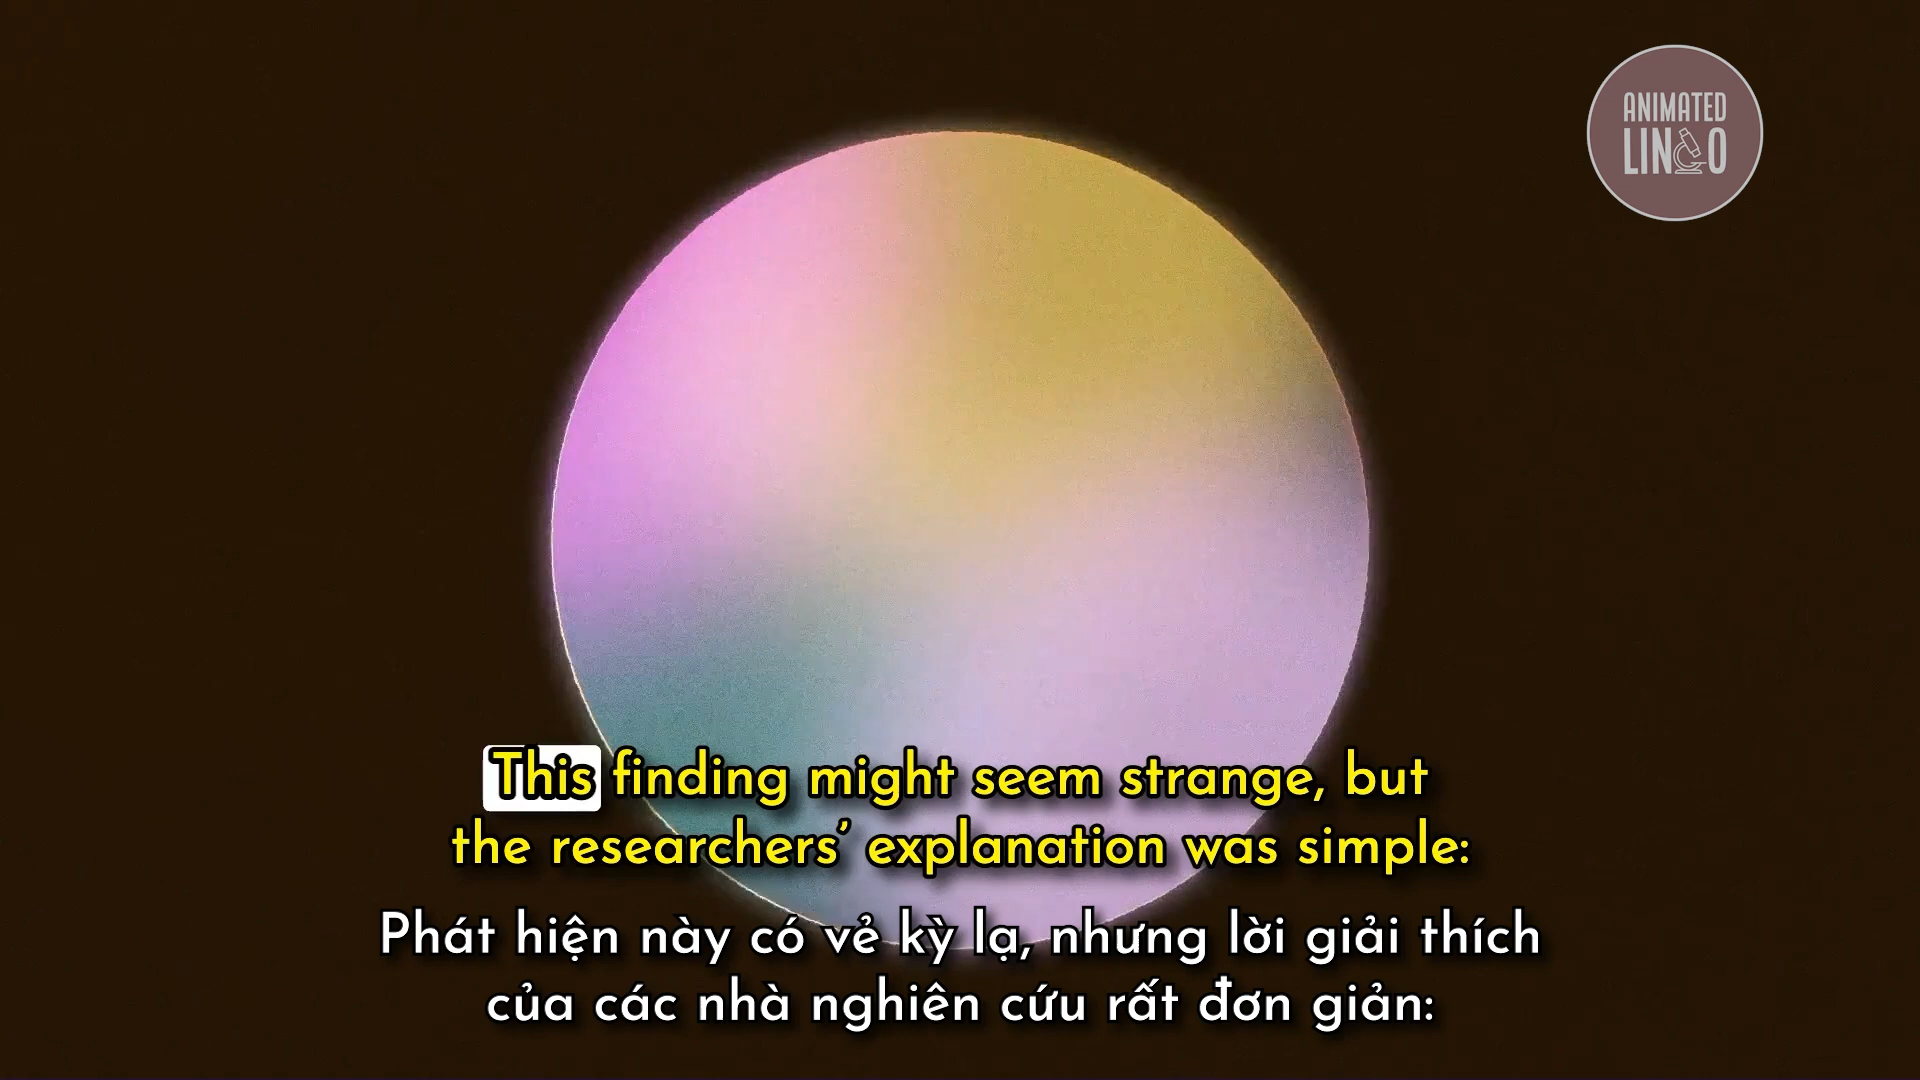 ANIMATED
LINGO
This finding might seem strange, but
the researchers’ explanation was simple:
Phát hiện này có vẻ kỳ lạ, nhưng lời giải thích
của các nhà nghiên cứu rất đơn giản: